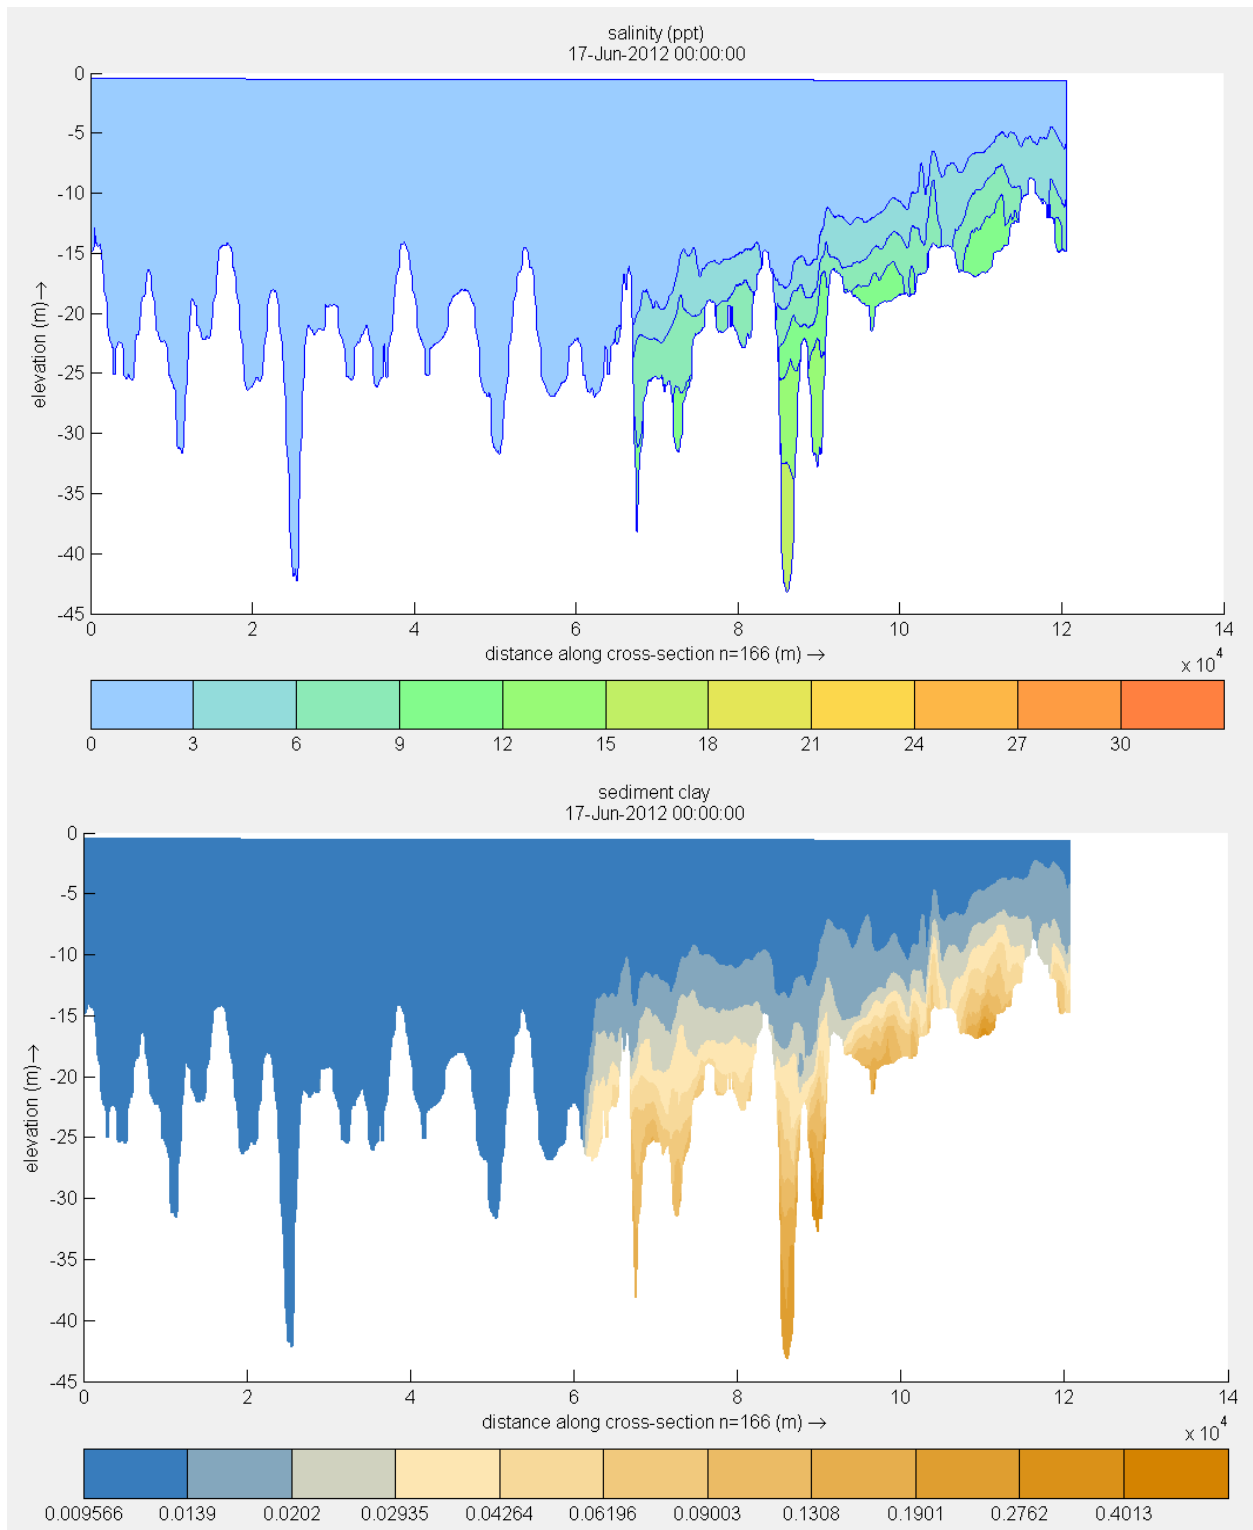 salinity (ppt)
17-Jun-2012 00:00:00
0
-5
-10
-15
-20
-25
-30
-35
-40
-45
elevation (m)→
0 2 4 6 8 10 12 14
distance along cross-section n=166 (m) →
x 10^4
0 3 6 9 12 15 18 21 24 27 30
sediment clay
17-Jun-2012 00:00:00
0
-5
-10
-15
-20
-25
-30
-35
-40
-45
elevation (m)→
0 2 4 6 8 10 12 14
distance along cross-section n=166 (m) →
x 10^4
0.009566 0.0139 0.0202 0.02935 0.04264 0.06196 0.09003 0.1308 0.1901 0.2762 0.4013